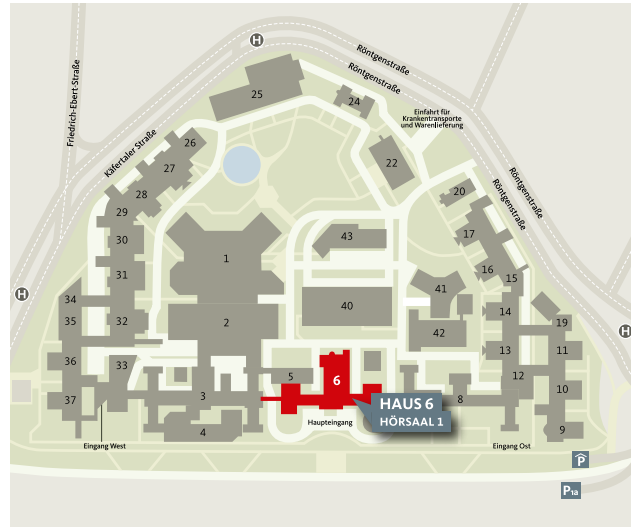 H
Röntgenstraße
Röntgenstraße
25
24
Friedrich-Ebert-Straße
Einfahrt für
Krankentransporte
und Warenlieferung
Käfertaler Straße
26
27
22
28
20
Röntgenstraße
Röntgenstraße
29
17
30
43
1
31
16
15
41
H
34
40
14
19
35
32
2
42
H
13
11
36
33
5
6
12
10
37
3
8
HAUS 6
HÖRSAAL 1
4
Haupteingang
9
Eingang West
Eingang Ost
P
P1a